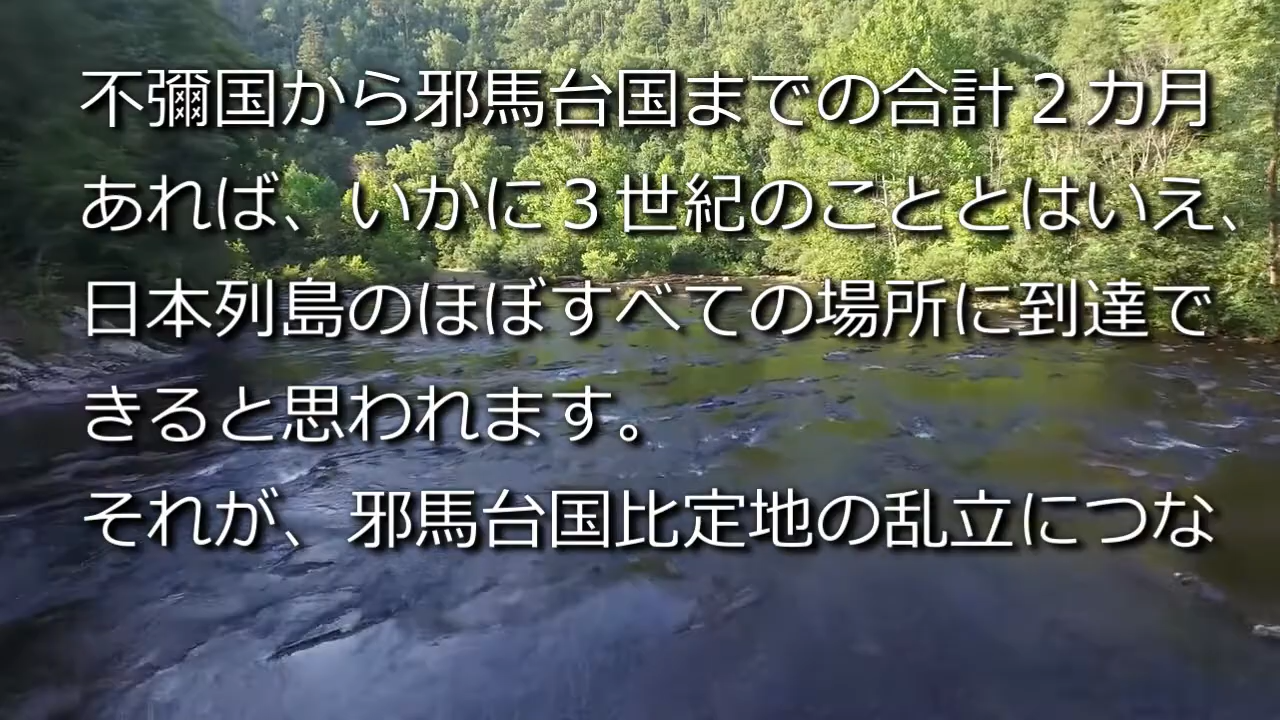 不彌国から邪馬台国までの合計２カ月
あれば、いかに３世紀のこととはいえ、
日本列島のほぼすべての場所に到達で
きると思われます。
それが、邪馬台国比定地の乱立につな